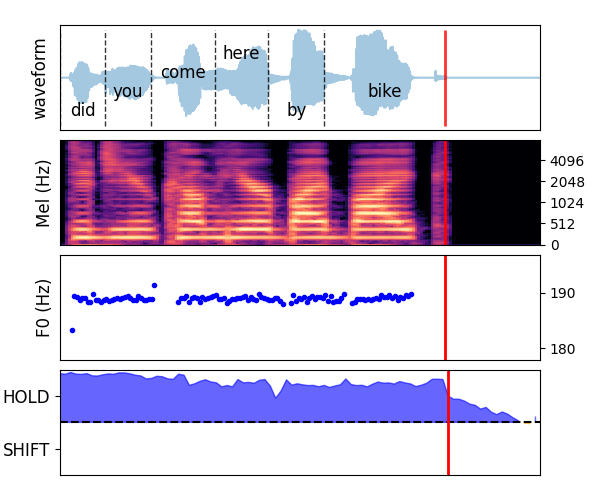 waveform
did you come here by bike
Mel (Hz)
4096
2048
1024
512
0
F0 (Hz)
190
180
HOLD
SHIFT